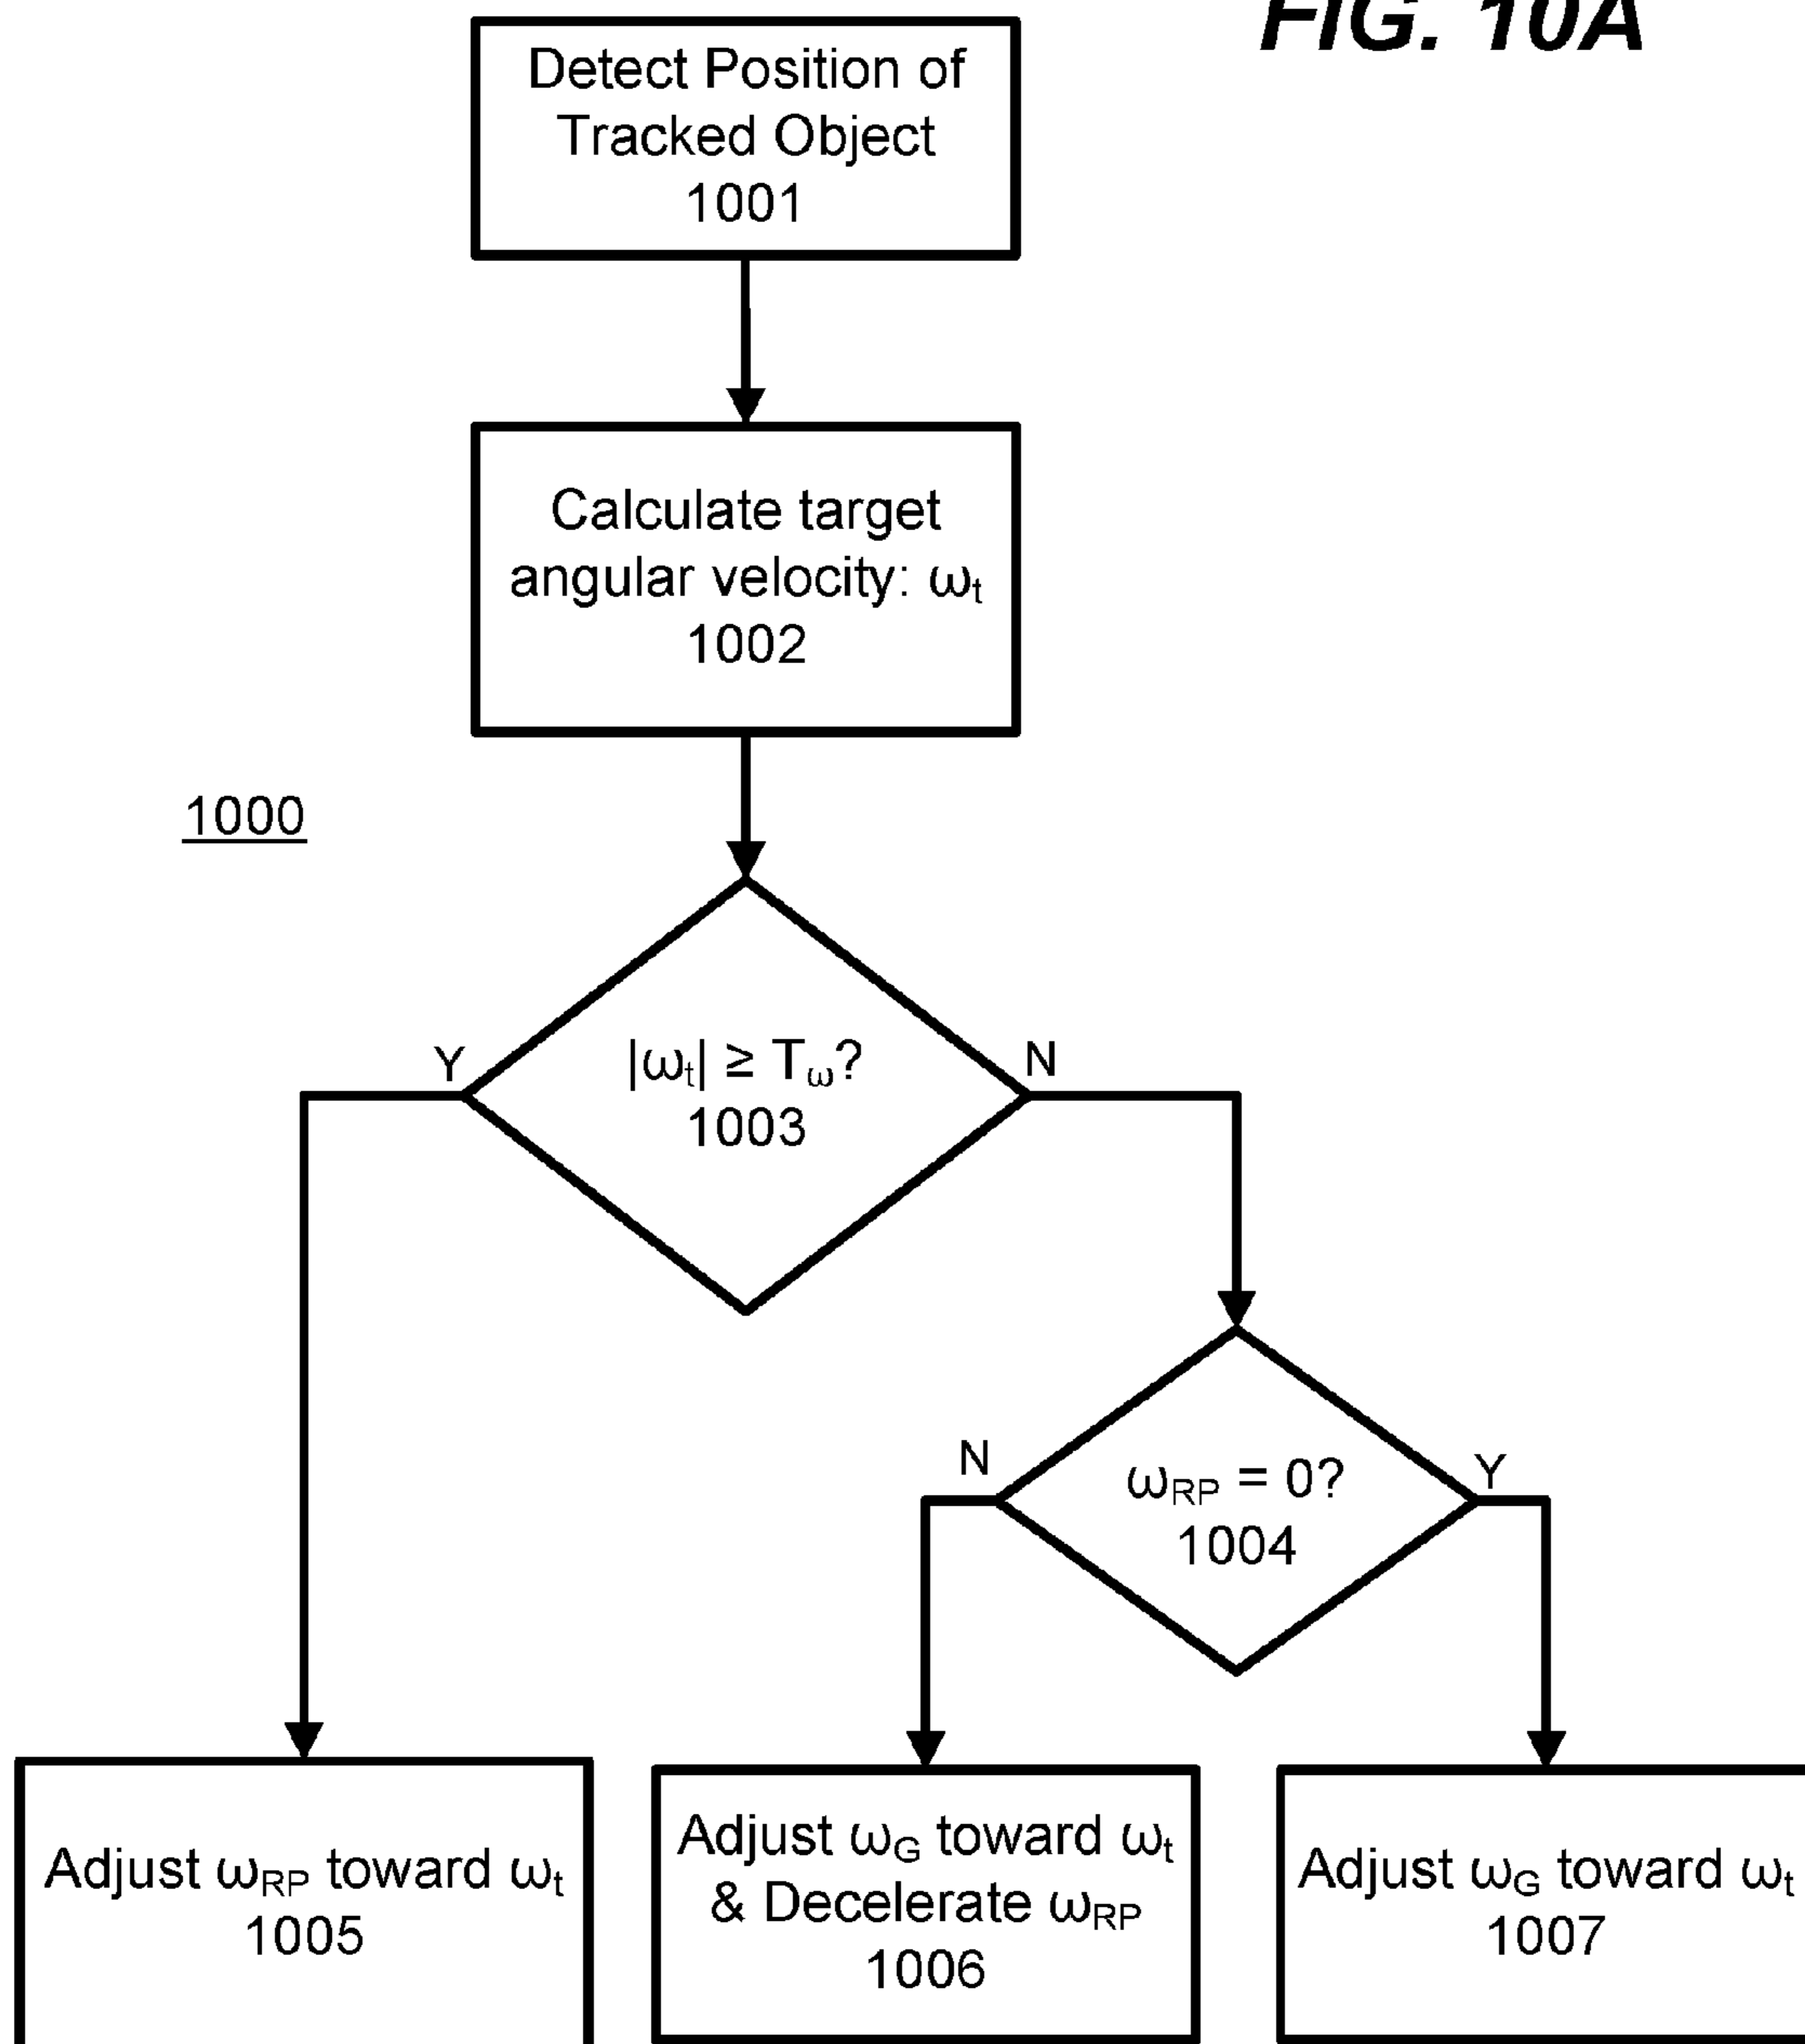 FIG. 10A
Detect Position of
Tracked Object
1001
Calculate target
angular velocity: ωt
1002
1000
Y
|ωt| ≥ Tω?
1003
N
N
ωRP = 0?
1004
Y
Adjust ωRP toward ωt
1005
Adjust ωG toward ωt
& Decelerate ωRP
1006
Adjust ωG toward ωt
1007